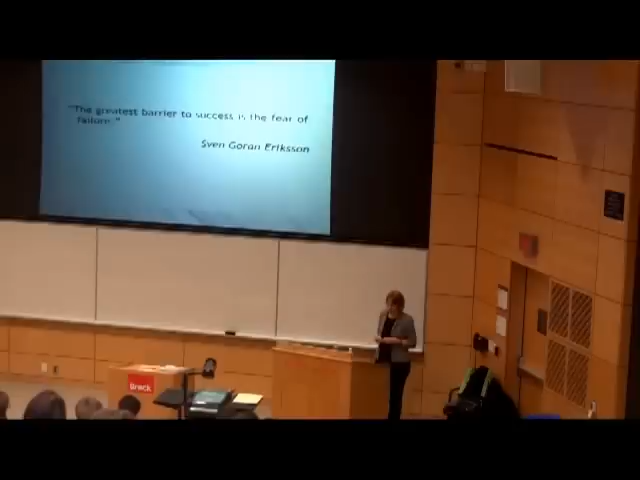 "The greatest barrier to success is the fear of
failure."
Sven Goran Eriksson
Brock